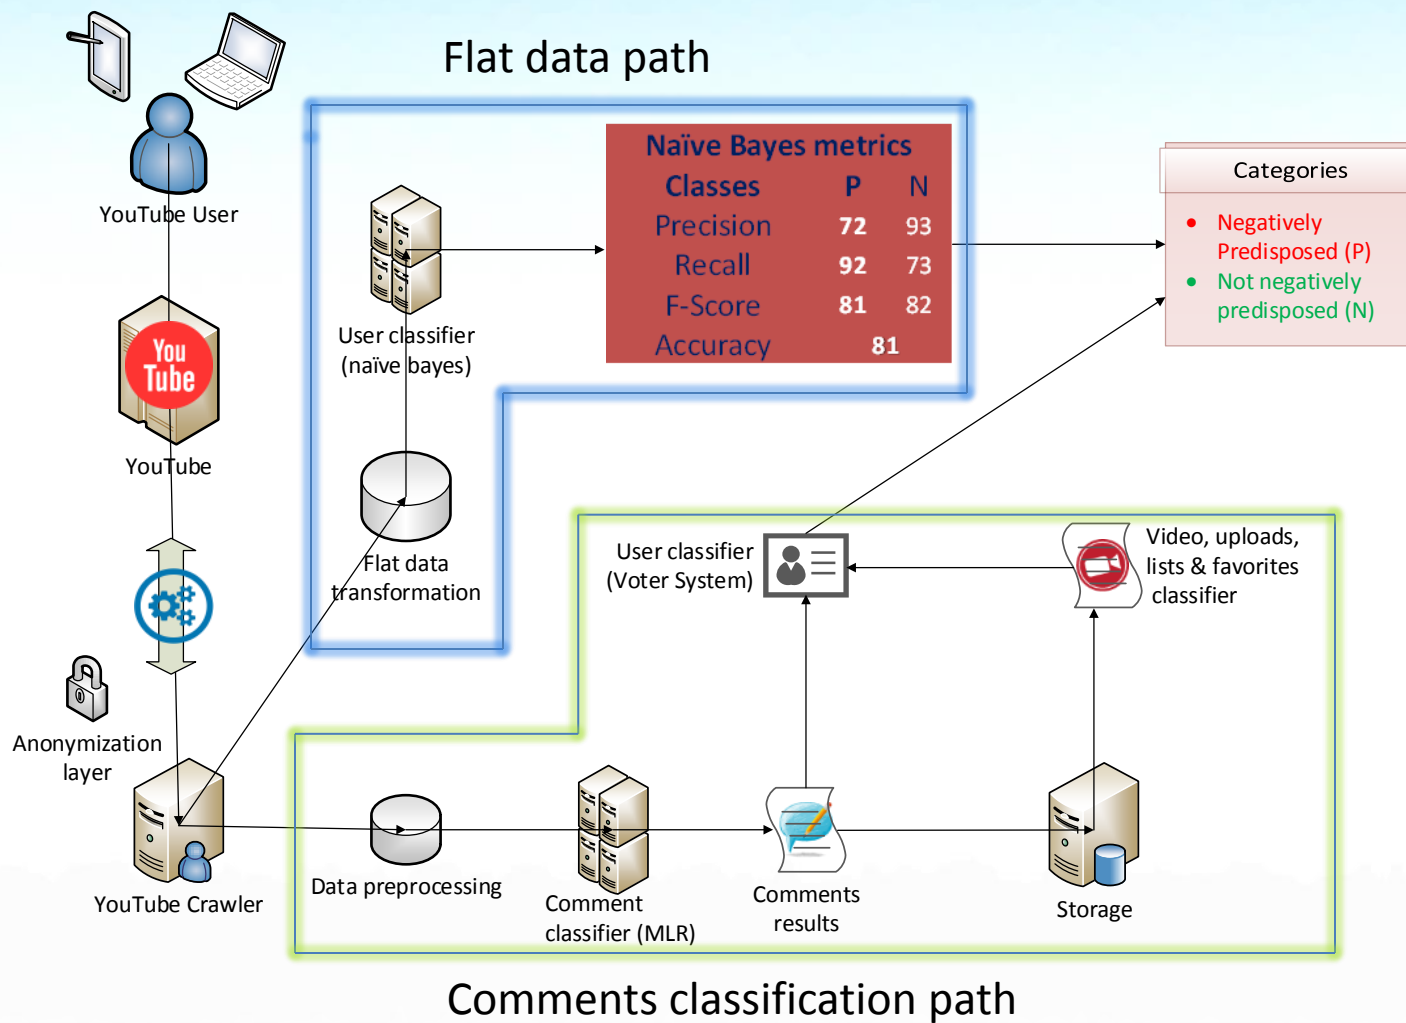 Flat data path
YouTube User
You
Tube
YouTube
Anonymization
layer
YouTube Crawler
User classifier
(naïve bayes)
Flat data
transformation
Naïve Bayes metrics
Classes P N
Precision 72 93
Recall 92 73
F-Score 81 82
Accuracy 81
Categories
• Negatively
Predisposed (P)
• Not negatively
predisposed (N)
User classifier
(Voter System)
Video, uploads,
lists & favorites
classifier
Data preprocessing
Comment
classifier (MLR)
Comments
results
Storage
Comments classification path